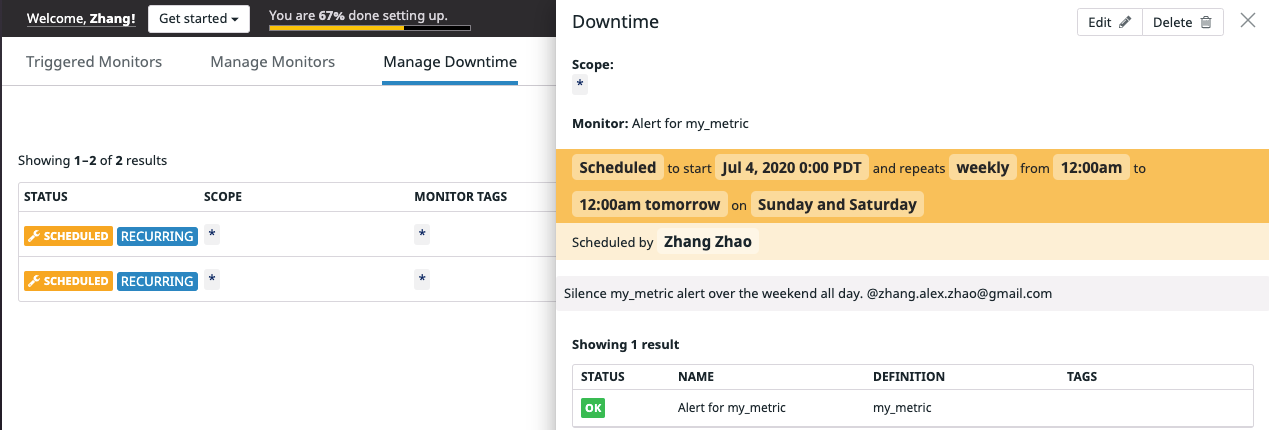 Welcome, Zhang!
Get started
You are 67% done setting up.
Triggered Monitors
Manage Monitors
Manage Downtime
Showing 1–2 of 2 results
STATUS SCOPE MONITOR TAGS
SCHEDULED RECURRING * *
SCHEDULED RECURRING * *
Downtime
Edit
Delete
Scope:
*
Monitor: Alert for my_metric
Scheduled to start Jul 4, 2020 0:00 PDT and repeats weekly from 12:00am to
12:00am tomorrow on Sunday and Saturday
Scheduled by Zhang Zhao
Silence my_metric alert over the weekend all day. @zhang.alex.zhao@gmail.com
Showing 1 result
STATUS NAME DEFINITION TAGS
OK Alert for my_metric my_metric